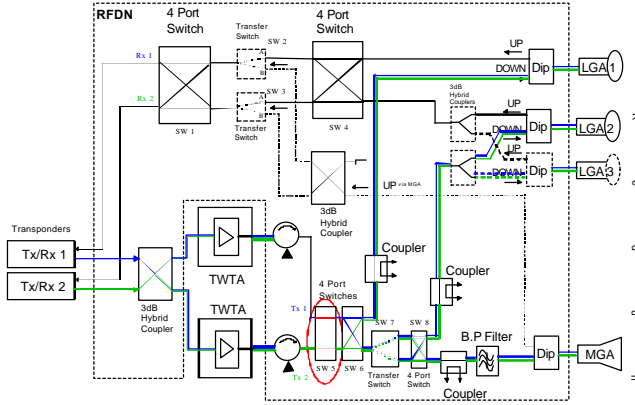 RFDN
4 Port
Switch
Transfer
Switch
SW 2
4 Port
Switch
UP
Dip
LGA 1
Rx 1
A
B
DOWN
Rx 2
A
B
SW 3
Transfer
Switch
SW 1
SW 4
3dB
Hybrid
Couplers
UP
DOWN
Dip
LGA2
UP
DOWN
Dip
LGA 3
UP via MGA
3dB
Hybrid
Coupler
Transponders
Tx/Rx 1
Tx/Rx 2
3dB
Hybrid
Coupler
TWTA
TWTA
Coupler
Coupler
4 Port
Switches
Tx 1
Tx 2
SW 5
SW 6
SW 7
Transfer
Switch
SW 8
4 Port
Switch
B.P Filter
Coupler
Dip
MGA